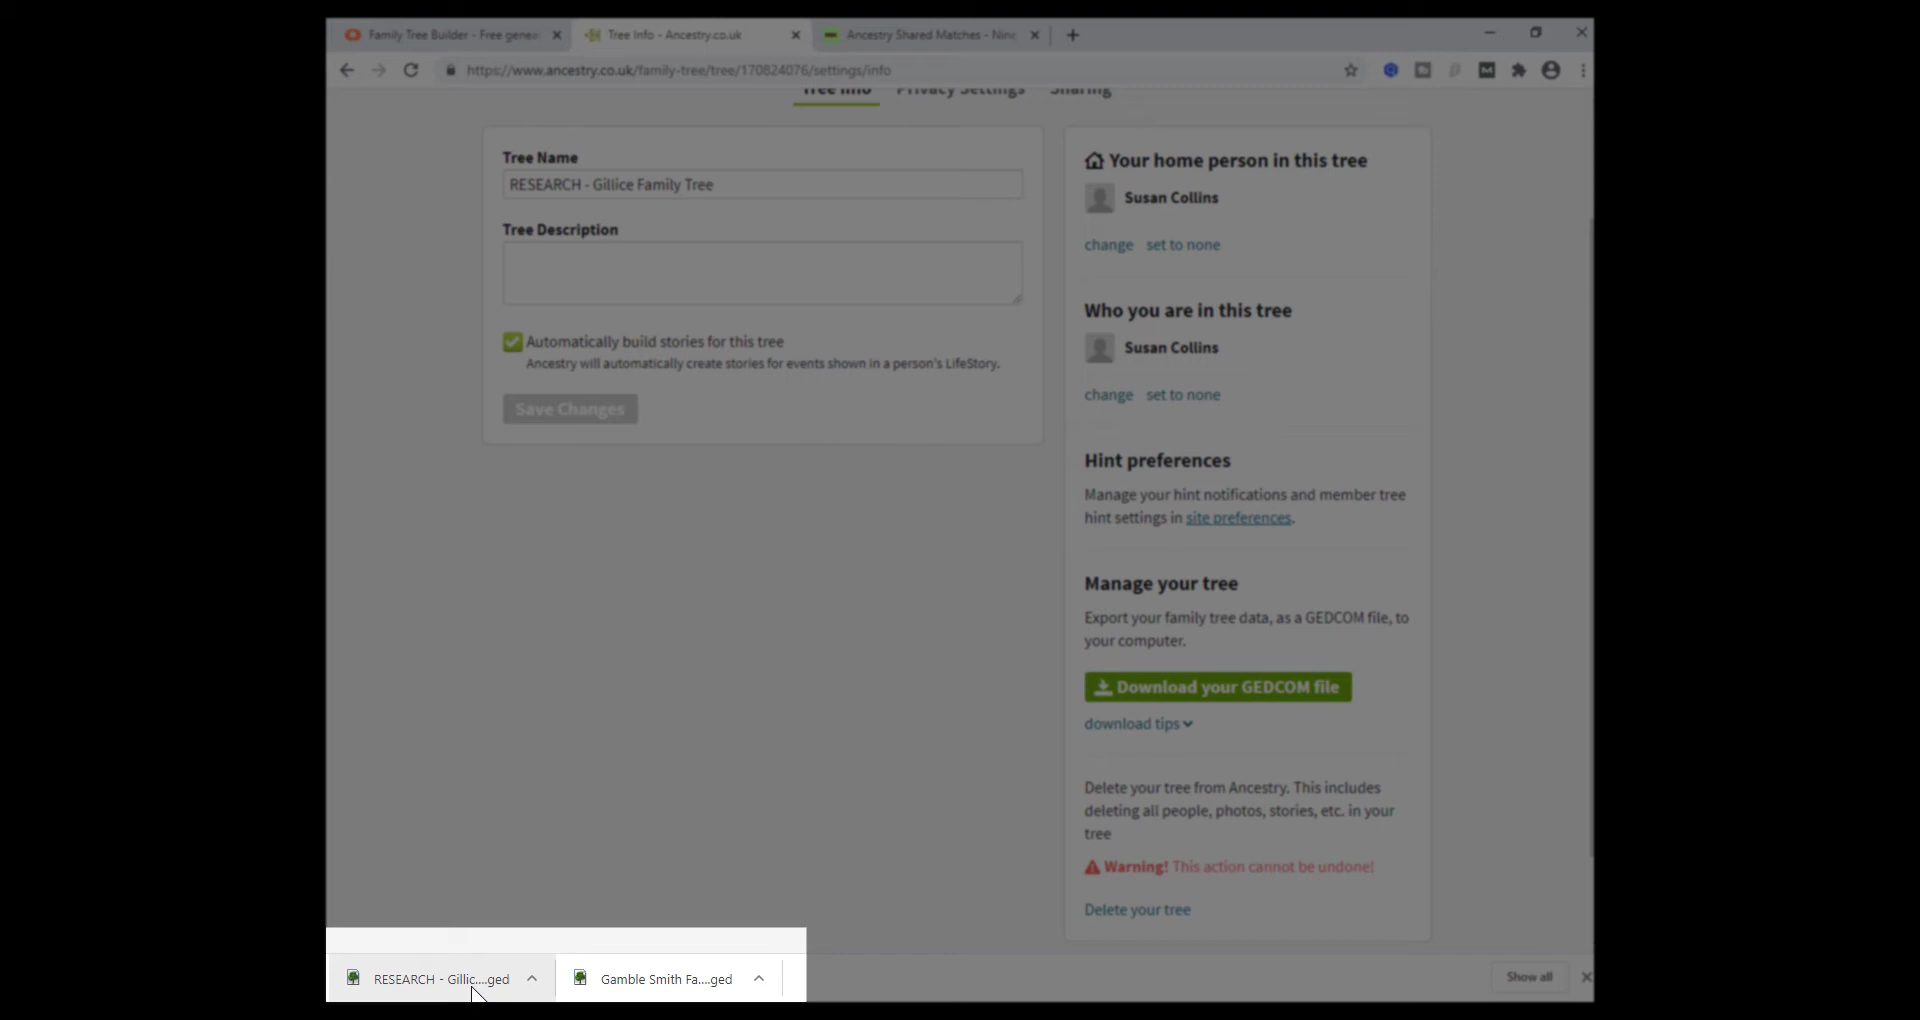 Family Tree Builder - Free genea
Tree Info - Ancestry.co.uk
Ancestry Shared Matches - Nine
https://www.ancestry.co.uk/family-tree/tree/170824076/settings/info
Tree Info Privacy Settings Sharing
Tree Name
RESEARCH - Gillice Family Tree
Tree Description
Automatically build stories for this tree
Ancestry will automatically create stories for events shown in a person's LifeStory.
Save Changes
Your home person in this tree
Susan Collins
change set to none
Who you are in this tree
Susan Collins
change set to none
Hint preferences
Manage your hint notifications and member tree
hint settings in site preferences.
Manage your tree
Export your family tree data, as a GEDCOM file, to
your computer.
Download your GEDCOM file
download tips
Delete your tree from Ancestry. This includes
deleting all people, photos, stories, etc. in your
tree
Warning! This action cannot be undone!
Delete your tree
RESEARCH - Gillic....ged
Gamble Smith Fa....ged
Show all